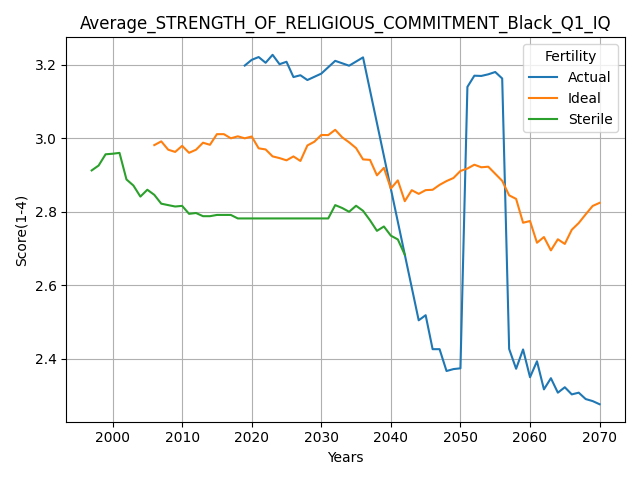 Average_STRENGTH_OF_RELIGIOUS_COMMITMENT_Black_Q1_IQ
Fertility
Actual
Ideal
Sterile
Score(1-4)
3.2
3.0
2.8
2.6
2.4
2000 2010 2020 2030 2040 2050 2060 2070
Years